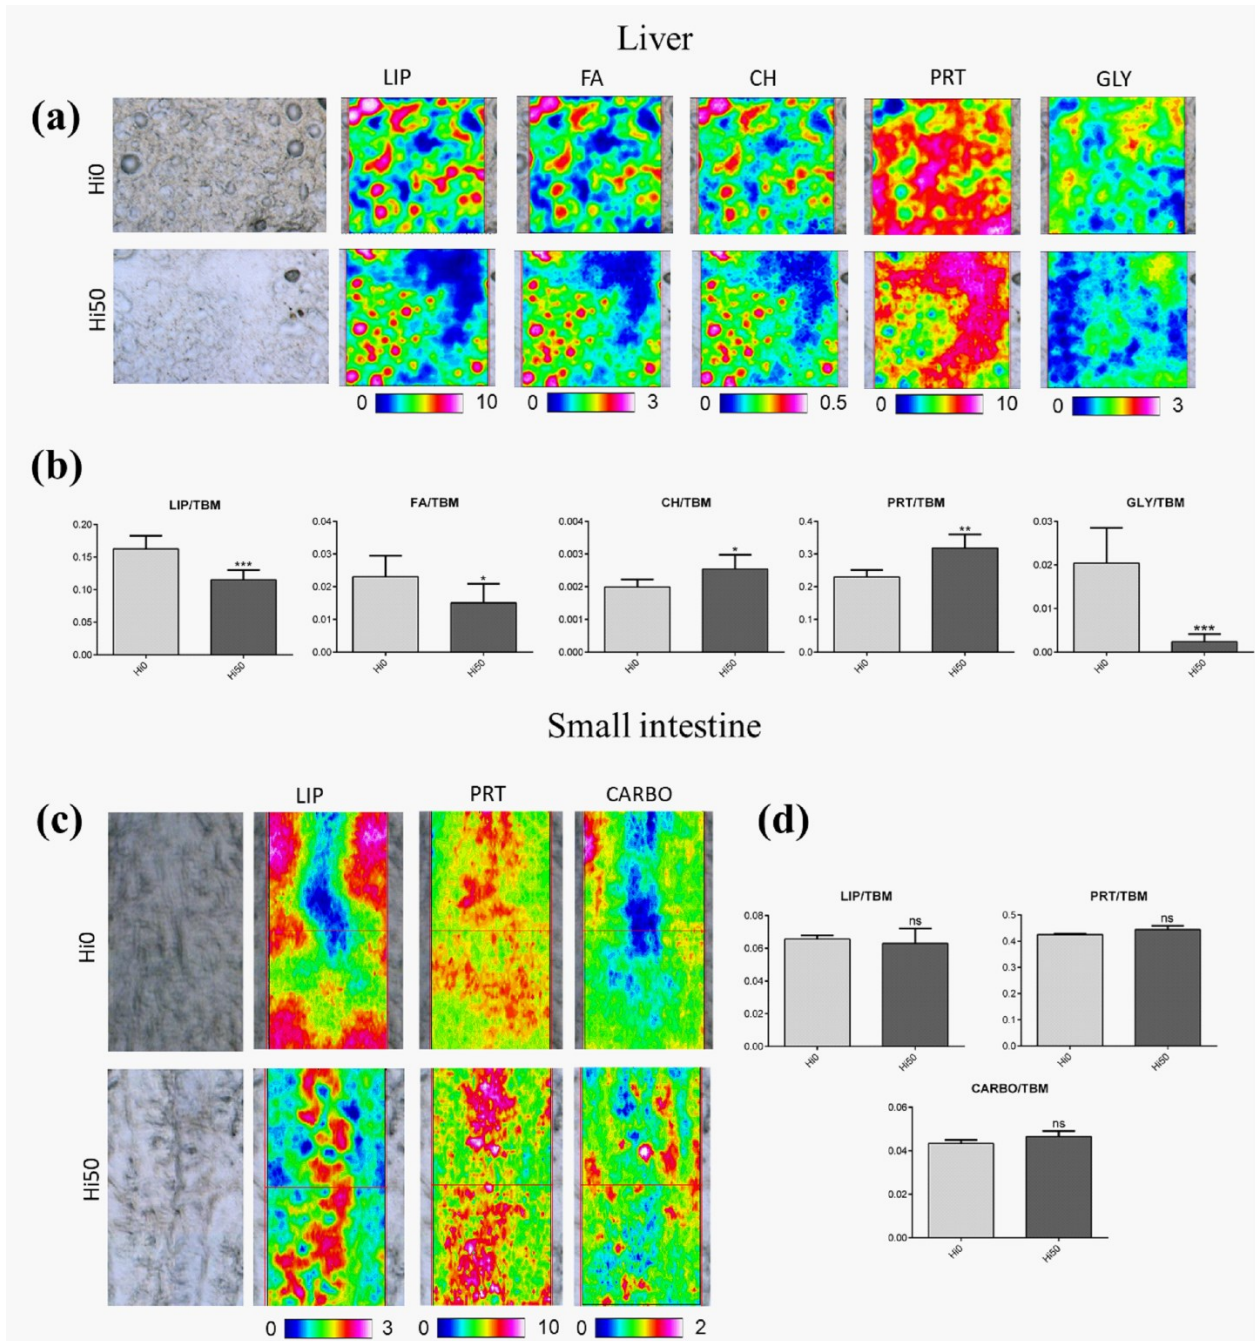 Liver
LIP FA CH PRT GLY
(a)
Hi0
Hi50
0 10 0 3 0 0.5 0 10 0 3
(b)
LIP/TBM FA/TBM CH/TBM PRT/TBM GLY/TBM
0.20 0.04 0.004 0.4 0.03
0.15 0.03 0.003 0.3 0.02
0.10 0.02 0.002 0.2 0.01
0.05 0.01 0.001 0.1 0.00
0.00 0.00 0.000 0.0
*** * * ** ***
Hi0 Hi50 Hi0 Hi50 Hi0 Hi50 Hi0 Hi50 Hi0 Hi50
Small intestine
LIP PRT CARBO
(c)
Hi0
Hi50
0 3 0 10 0 2
(d)
LIP/TBM PRT/TBM
ns ns
0.08 0.5
0.06 0.4
0.04 0.3
0.02 0.2
0.00 0.1
0.0
Hi0 Hi50 Hi0 Hi50
CARBO/TBM
ns
0.06
0.04
0.02
0.00
Hi0 Hi50